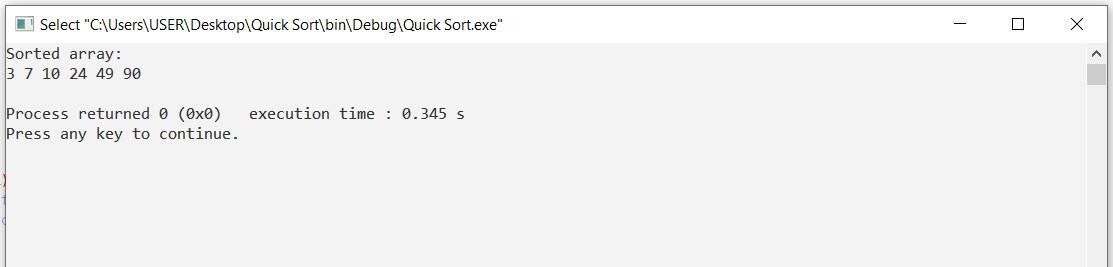 Select "C:\Users\USER\Desktop\Quick Sort\bin\Debug\Quick Sort.exe"
Sorted array:
3 7 10 24 49 90
Process returned 0 (0x0)   execution time : 0.345 s
Press any key to continue.